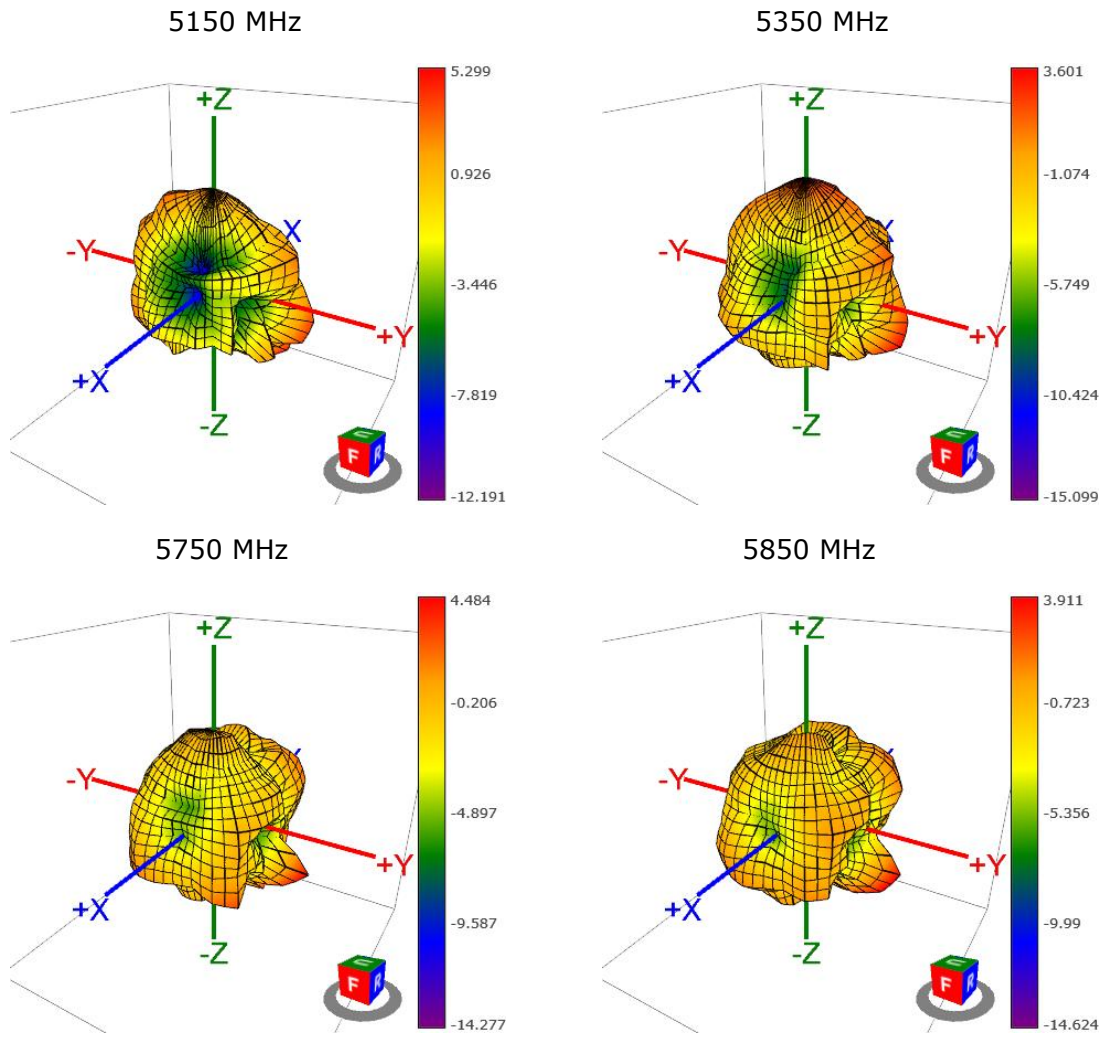 5150 MHz
5350 MHz
+Z
-Y
X
+X
+Y
-Z
F
R
U
5.299
0.926
-3.446
-7.819
-12.191
+Z
-Y
+X
+Y
-Z
F
R
U
3.601
-1.074
-5.749
-10.424
-15.099
5750 MHz
5850 MHz
+Z
-Y
+X
+Y
-Z
F
R
U
4.484
-0.206
-4.897
-9.587
-14.277
+Z
-Y
+X
+Y
-Z
F
R
U
3.911
-0.723
-5.356
-9.99
-14.624